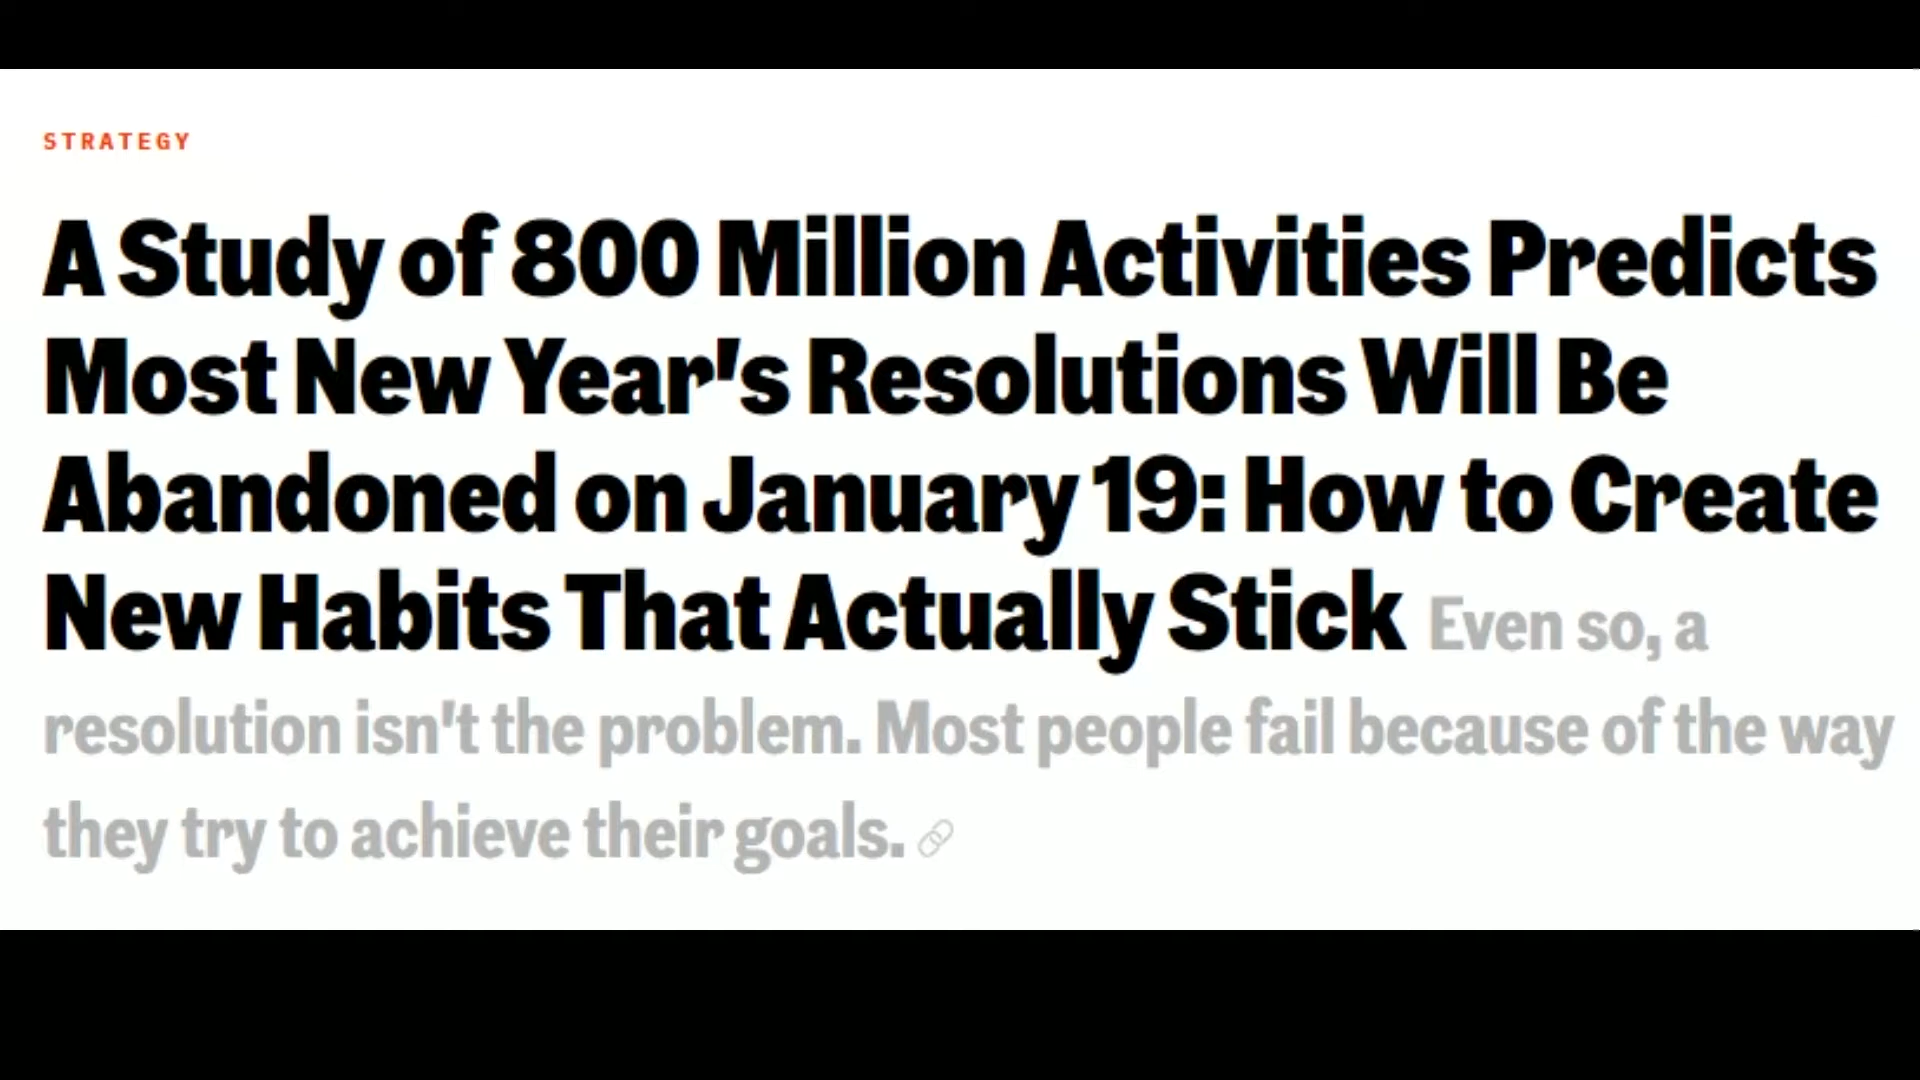 STRATEGY
A Study of 800 Million Activities Predicts
Most New Year's Resolutions Will Be
Abandoned on January 19: How to Create
New Habits That Actually Stick Even so, a
resolution isn't the problem. Most people fail because of the way
they try to achieve their goals.